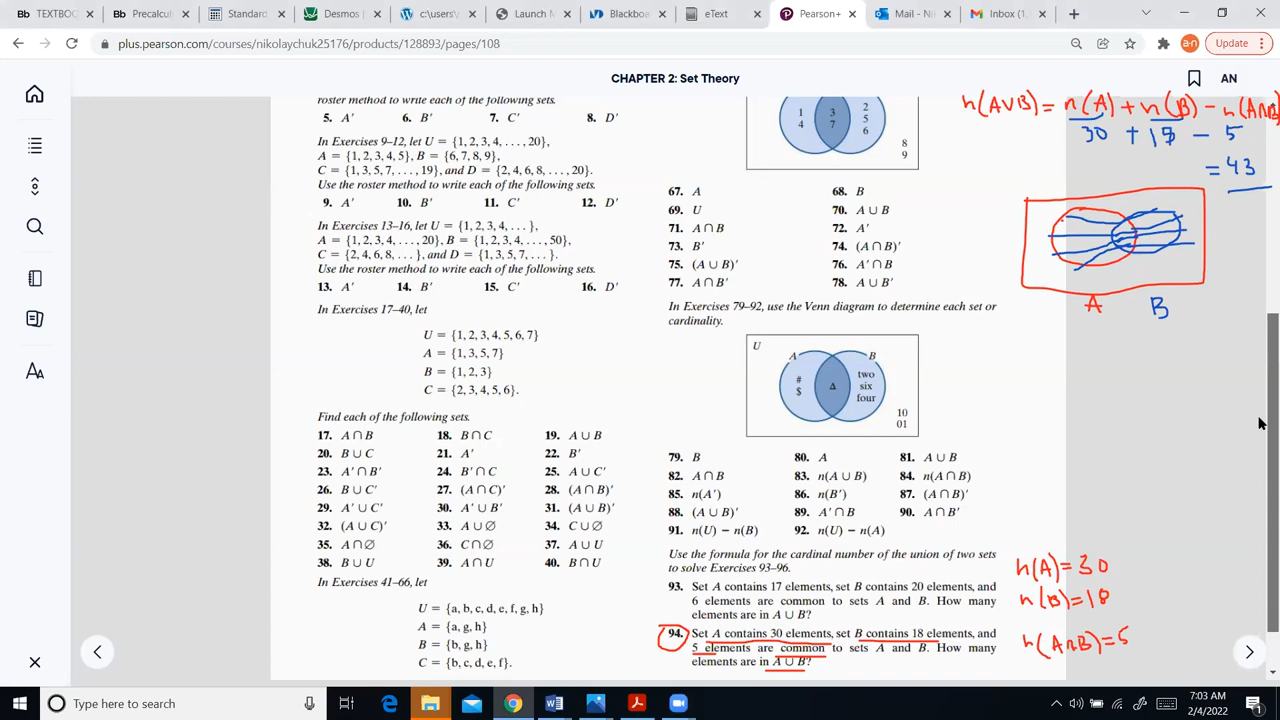 Bb TEXTBOO
Bb Precalcul
Standard
Desmos |
c:\users\
Launch M
Blackboa
eText
Pearson+
Mail - Nik
Inbox (1,
plus.pearson.com/courses/nikolaychuk25176/products/128893/pages/108
a-n
Update
CHAPTER 2: Set Theory
AN
roster method to write each of the following sets.
5. A′ 6. B′ 7. C′ 8. D′
In Exercises 9–12, let U = {1, 2, 3, 4, . . . , 20},
A = {1, 2, 3, 4, 5}, B = {6, 7, 8, 9},
C = {1, 3, 5, 7, . . . , 19}, and D = {2, 4, 6, 8, . . . , 20}.
Use the roster method to write each of the following sets.
9. A′ 10. B′ 11. C′ 12. D′
In Exercises 13–16, let U = {1, 2, 3, 4, . . . },
A = {1, 2, 3, 4, . . . , 20}, B = {1, 2, 3, 4, . . . , 50},
C = {2, 4, 6, 8, . . . }, and D = {1, 3, 5, 7, . . . }.
Use the roster method to write each of the following sets.
13. A′ 14. B′ 15. C′ 16. D′
In Exercises 17–40, let
U = {1, 2, 3, 4, 5, 6, 7}
A = {1, 3, 5, 7}
B = {1, 2, 3}
C = {2, 3, 4, 5, 6}.
Find each of the following sets.
17. A ∩ B 18. B ∩ C 19. A ∪ B
20. B ∪ C 21. A′ 22. B′
23. A′ ∩ B′ 24. B′ ∩ C 25. A ∪ C′
26. B ∪ C′ 27. (A ∩ C)′ 28. (A ∩ B)′
29. A′ ∪ C′ 30. A′ ∪ B′ 31. (A ∪ B)′
32. (A ∪ C)′ 33. A ∪ ∅ 34. C ∪ ∅
35. A ∩ ∅ 36. C ∩ ∅ 37. A ∪ U
38. B ∪ U 39. A ∩ U 40. B ∩ U
In Exercises 41–66, let
U = {a, b, c, d, e, f, g, h}
A = {a, g, h}
B = {b, g, h}
C = {b, c, d, e, f}.
1 3 2
4 7 5
6
8
9
67. A 68. B
69. U 70. A ∪ B
71. A ∩ B 72. A′
73. B′ 74. (A ∩ B)′
75. (A ∪ B)′ 76. A′ ∩ B
77. A ∩ B′ 78. A ∪ B′
In Exercises 79–92, use the Venn diagram to determine each set or
cardinality.
U
A B
# Δ two
$ six
four
10
01
79. B 80. A 81. A ∪ B
82. A ∩ B 83. n(A ∪ B) 84. n(A ∩ B)
85. n(A′) 86. n(B′) 87. (A ∩ B)′
88. (A ∪ B)′ 89. A′ ∩ B 90. A ∩ B′
91. n(U) − n(B) 92. n(U) − n(A)
Use the formula for the cardinal number of the union of two sets
to solve Exercises 93–96.
93. Set A contains 17 elements, set B contains 20 elements, and
6 elements are common to sets A and B. How many
elements are in A ∪ B?
94. Set A contains 30 elements, set B contains 18 elements, and
5 elements are common to sets A and B. How many
elements are in A ∪ B?
n(A∪B) = n(A) + n(B) − n(A∩B)
30 + 18 − 5
= 43
A B
n(A) = 30
n(B) = 18
n(A∩B) = 5
Type here to search
7:03 AM
2/4/2022